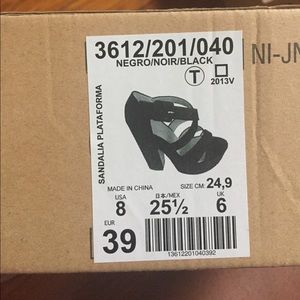 3612/201/040
NEGRO/NOIR/BLACK
T
2013V
SANDALIA PLATAFORMA
MADE IN CHINA
SIZE CM: 24,9
USA
8
日本/MEX
25½
UK
6
EUR
39
13612201040392
NI-JN